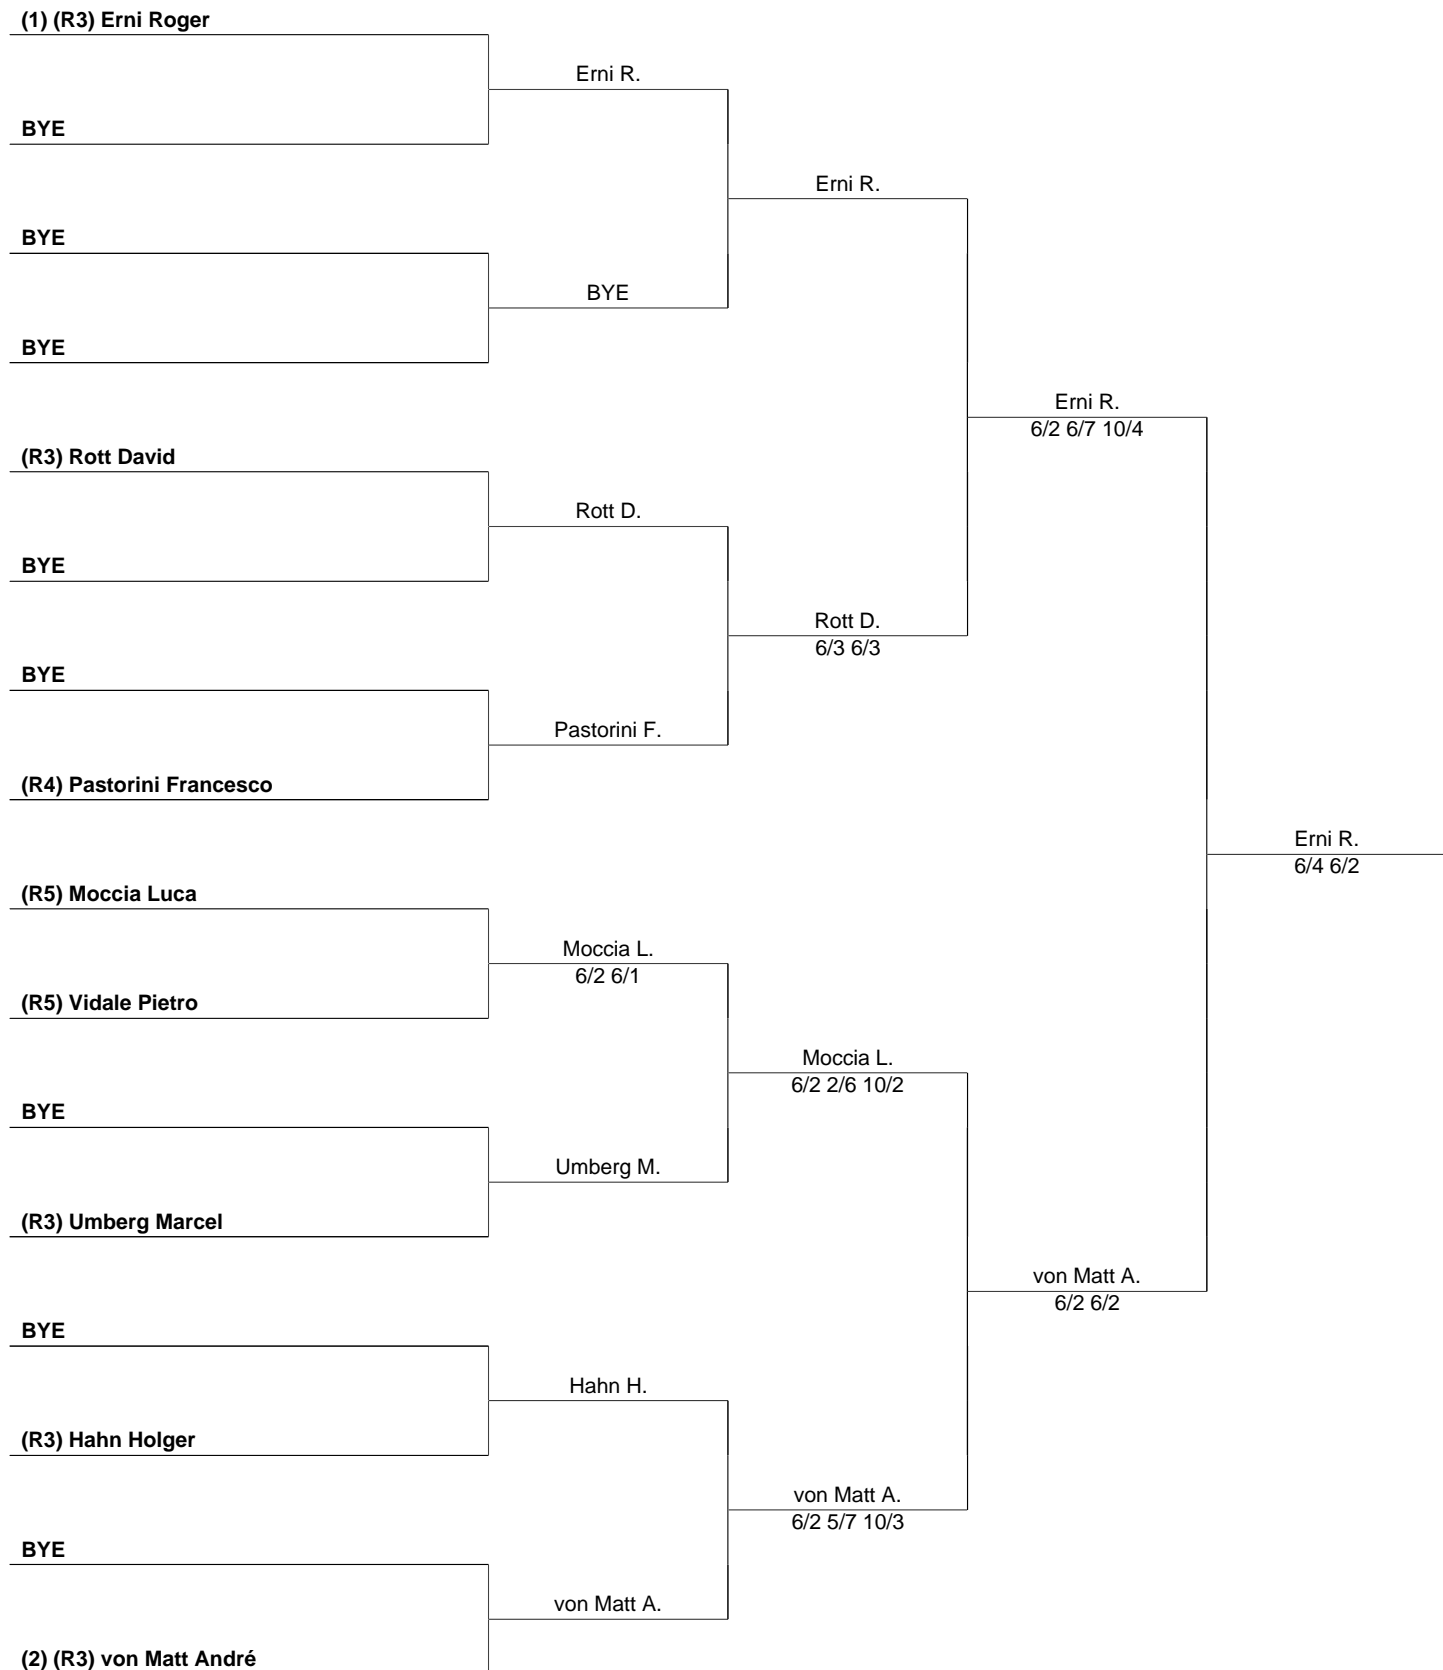 (1) (R3) Erni Roger
Erni R.
BYE
Erni R.
BYE
BYE
BYE
Erni R.
6/2 6/7 10/4
(R3) Rott David
Rott D.
BYE
Rott D.
6/3 6/3
BYE
Pastorini F.
(R4) Pastorini Francesco
Erni R.
6/4 6/2
(R5) Moccia Luca
Moccia L.
6/2 6/1
(R5) Vidale Pietro
Moccia L.
6/2 2/6 10/2
BYE
Umberg M.
(R3) Umberg Marcel
von Matt A.
6/2 6/2
BYE
Hahn H.
(R3) Hahn Holger
von Matt A.
6/2 5/7 10/3
BYE
von Matt A.
(2) (R3) von Matt André